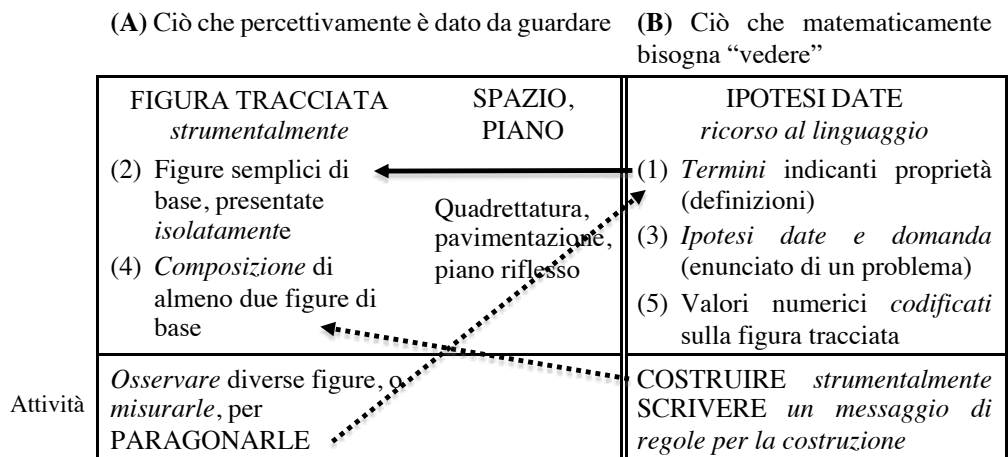 (A) Ciò che percettivamente è dato da guardare
(B) Ciò che matematicamente
bisogna “vedere”
FIGURA TRACCIATA
strumentalmente
(2) Figure semplici di
base, presentate
isolatamente
(4) Composizione di
almeno due figure di
base
SPAZIO,
PIANO
Quadrettatura,
pavimentazione,
piano riflesso
IPOTESI DATE
ricorso al linguaggio
(1) Termini indicanti proprietà
(definizioni)
(3) Ipotesi date e domanda
(enunciato di un problema)
(5) Valori numerici codificati
sulla figura tracciata
Attività
Osservare diverse figure, o
misurarle, per
PARAGONARLE
COSTRUIRE strumentalmente
SCRIVERE un messaggio di
regole per la costruzione